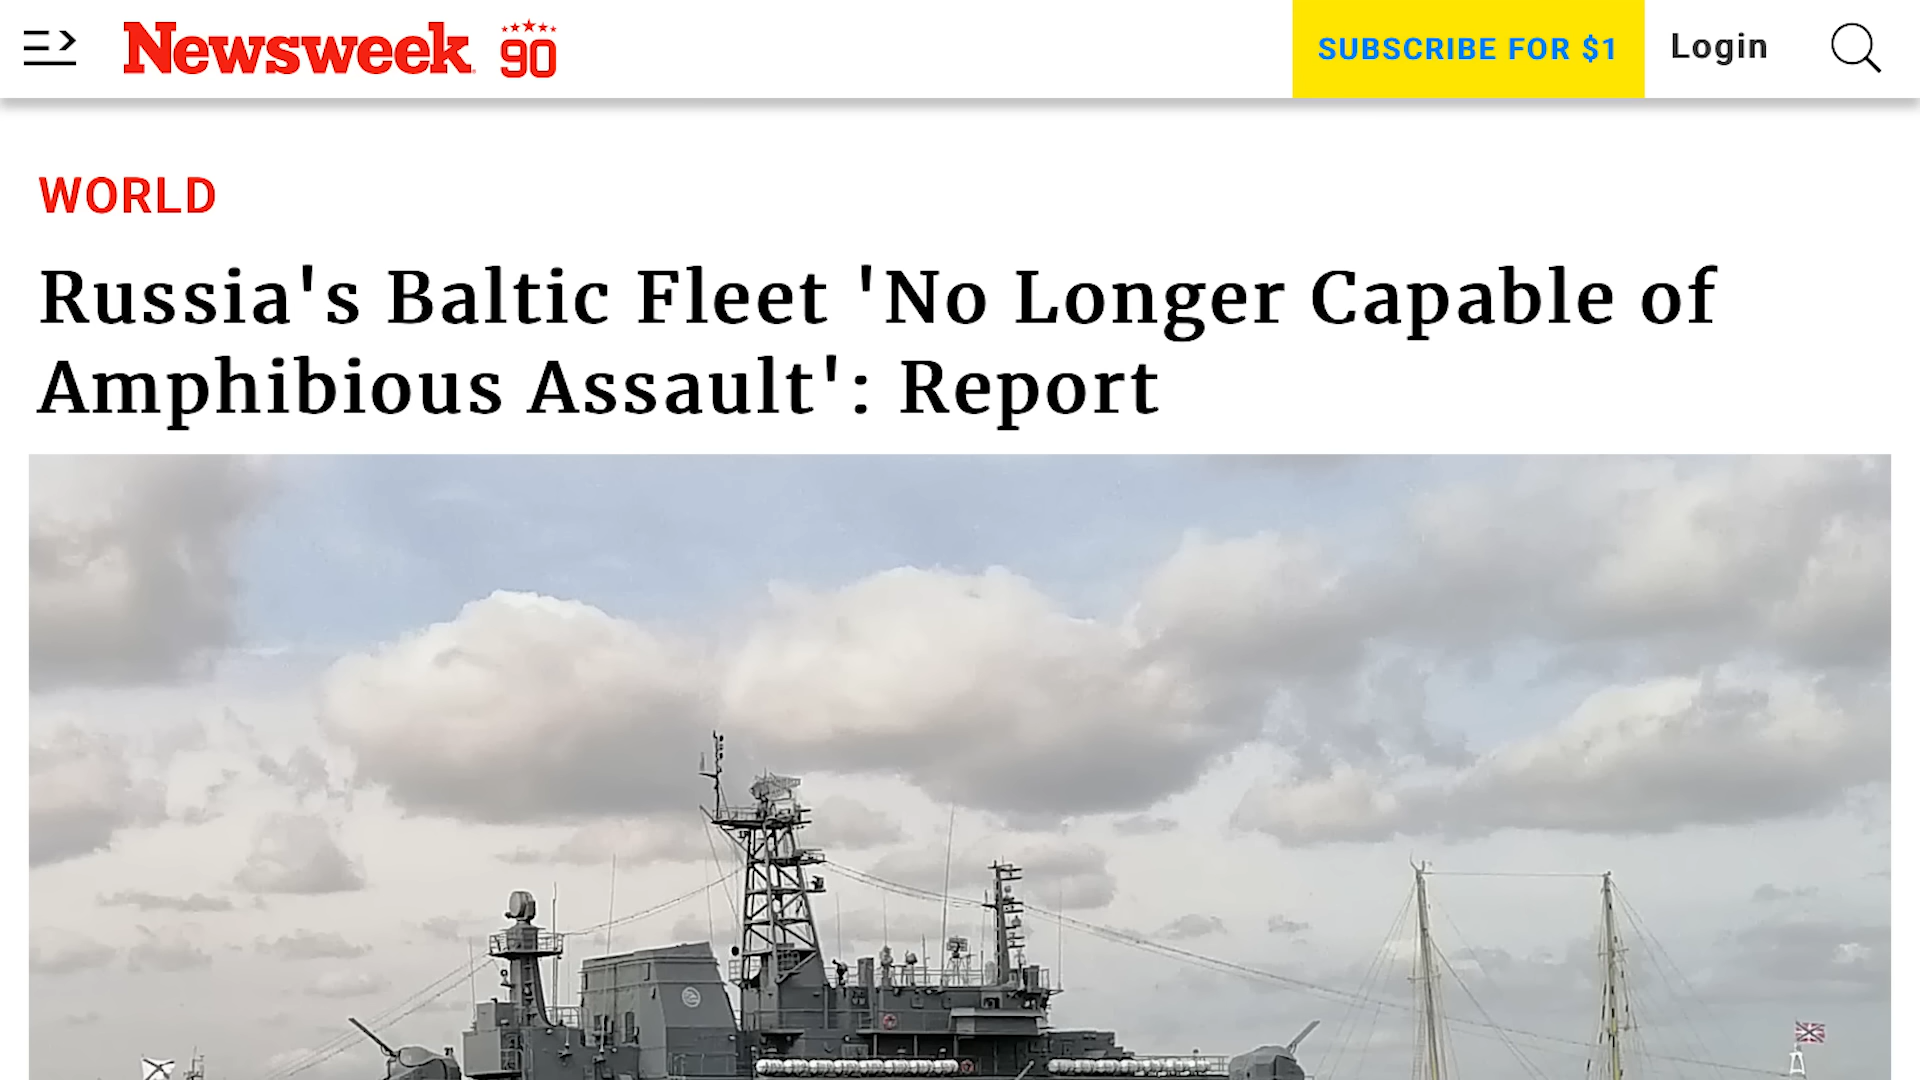 Newsweek 90
SUBSCRIBE FOR $1
Login
WORLD
Russia's Baltic Fleet 'No Longer Capable of
Amphibious Assault': Report